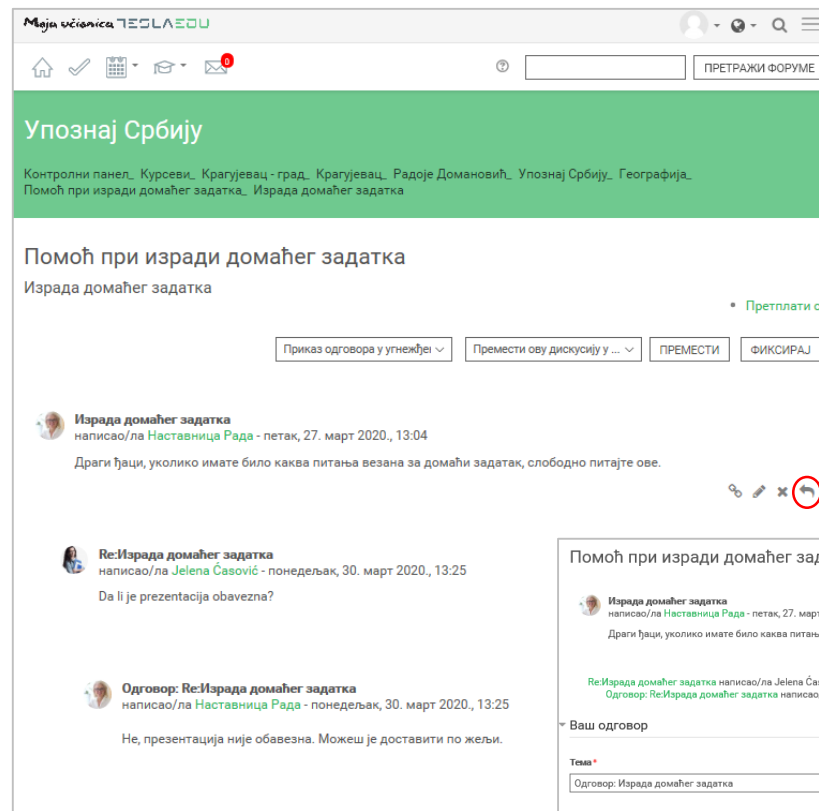 Moja učionica TESLAEDU
0
ПРЕТРАЖИ ФОРУМЕ
Упознај Србију
Контролни панел_ Курсеви_ Крагујевац - град_ Крагујевац_ Радоје Домановић_ Упознај Србију_ Географија_
Помоћ при изради домаћег задатка_ Израда домаћег задатка
Помоћ при изради домаћег задатка
Израда домаћег задатка
Претплати с
Приказ одговора у угнежђен
Премести ову дискусију у ...
ПРЕМЕСТИ
ФИКСИРАЈ
Израда домаћег задатка
написао/ла Наставница Рада - петак, 27. март 2020., 13:04
Драги ђаци, уколико имате било каква питања везана за домаћи задатак, слободно питајте ове.
Re:Израда домаћег задатка
написао/ла Jelena Ćasović - понедељак, 30. март 2020., 13:25
Da li je prezentacija obavezna?
Одговор: Re:Израда домаћег задатка
написао/ла Наставница Рада - понедељак, 30. март 2020., 13:25
Не, презентација није обавезна. Можеш је доставити по жељи.
Помоћ при изради домаћег зад
Израда домаћег задатка
написао/ла Наставница Рада - петак, 27. март
Драги ђаци, уколико имате било каква питањ
Re:Израда домаћег задатка написао/ла Jelena Ća
Одговор: Re:Израда домаћег задатка написао
Ваш одговор
Тема*
Одговор: Израда домаћег задатка